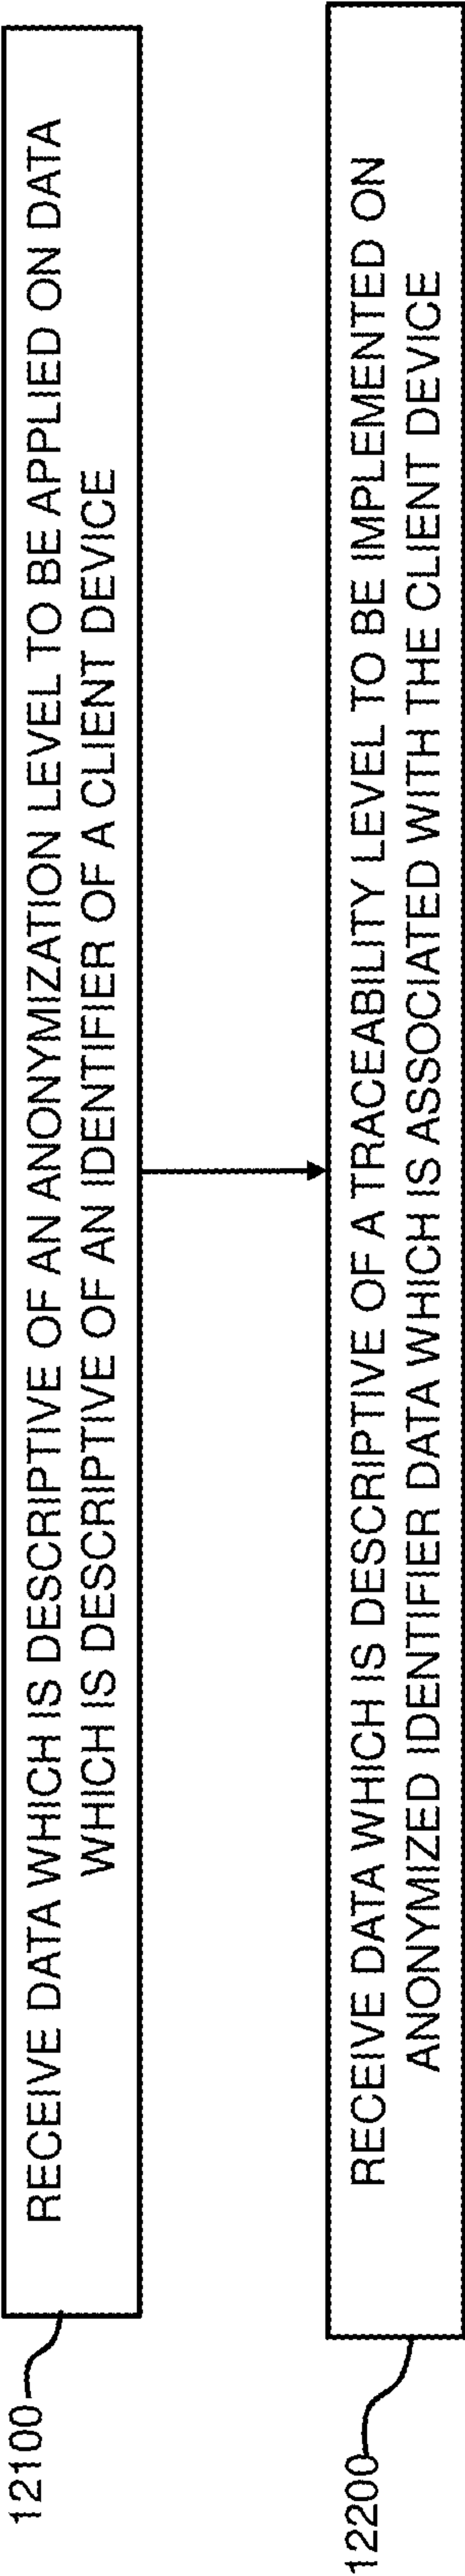 12100
RECEIVE DATA WHICH IS DESCRIPTIVE OF AN ANONYMIZATION LEVEL TO BE APPLIED ON DATA
WHICH IS DESCRIPTIVE OF AN IDENTIFIER OF A CLIENT DEVICE
12200
RECEIVE DATA WHICH IS DESCRIPTIVE OF A TRACEABILITY LEVEL TO BE IMPLEMENTED ON
ANONYMIZED IDENTIFIER DATA WHICH IS ASSOCIATED WITH THE CLIENT DEVICE